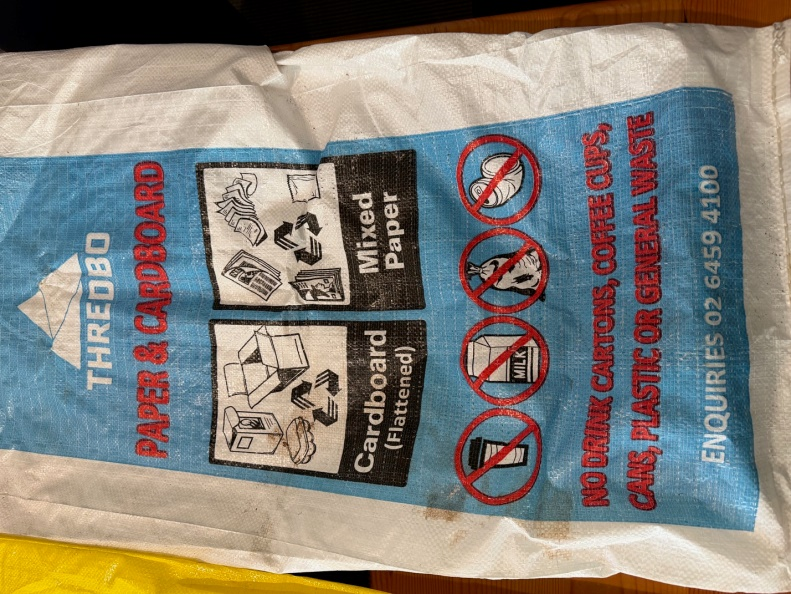 THREDBO
PAPER & CARDBOARD
Cardboard
(Flattened)
Mixed
Paper
MILK
NO DRINK CARTONS, COFFEE CUPS,
CANS, PLASTIC OR GENERAL WASTE
ENQUIRIES 02 6459 4100